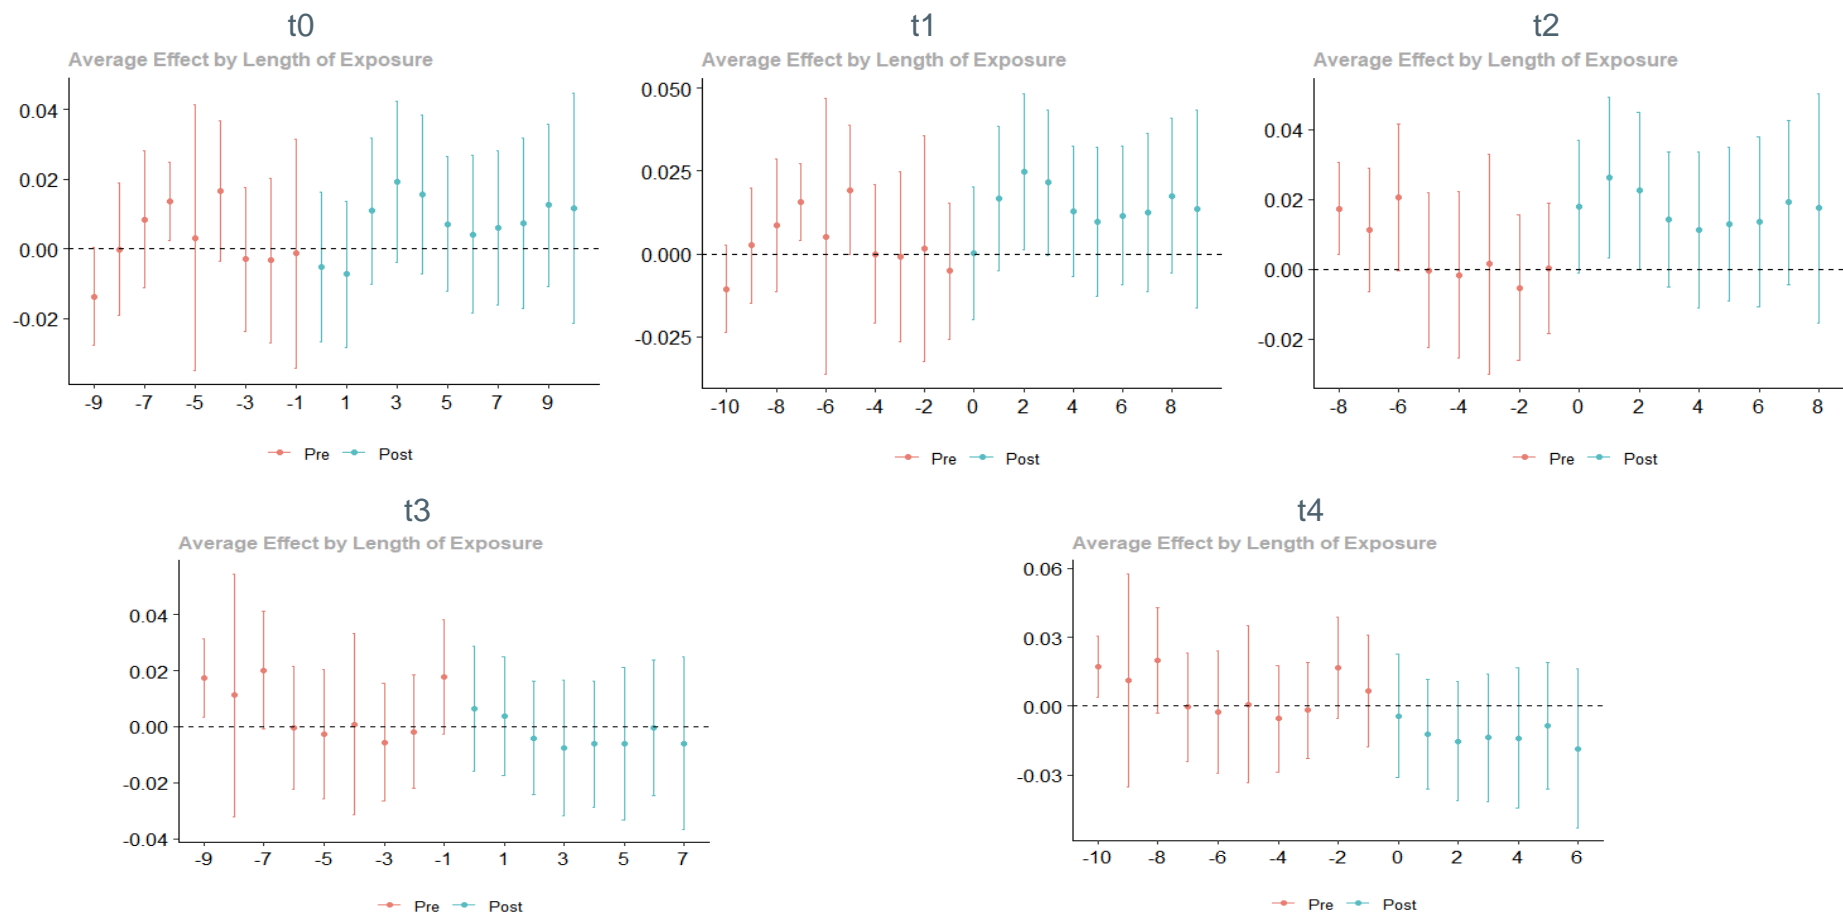 t0
Average Effect by Length of Exposure
0.04
0.02
0.00
-0.02
-9 -7 -5 -3 -1 1 3 5 7 9
Pre Post
t1
Average Effect by Length of Exposure
0.050
0.025
0.000
-0.025
-10 -8 -6 -4 -2 0 2 4 6 8
Pre Post
t2
Average Effect by Length of Exposure
0.04
0.02
0.00
-0.02
-8 -6 -4 -2 0 2 4 6 8
Pre Post
t3
Average Effect by Length of Exposure
0.04
0.02
0.00
-0.02
-0.04
-9 -7 -5 -3 -1 1 3 5 7
Pre Post
t4
Average Effect by Length of Exposure
0.06
0.03
0.00
-0.03
-10 -8 -6 -4 -2 0 2 4 6
Pre Post